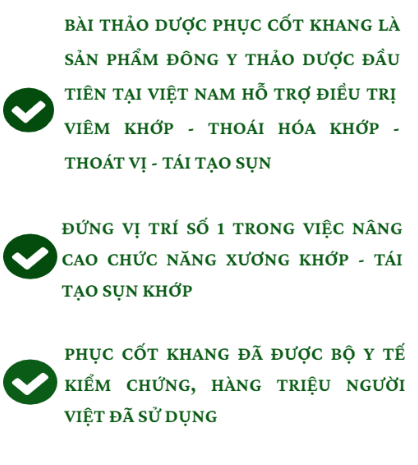 BÀI THẢO DƯỢC PHỤC CỐT KHANG LÀ
SẢN PHẨM ĐÔNG Y THẢO DƯỢC ĐẦU
TIÊN TẠI VIỆT NAM HỖ TRỢ ĐIỀU TRỊ
VIÊM KHỚP - THOÁI HÓA KHỚP -
THOÁT VỊ - TÁI TẠO SỤN
ĐỨNG VỊ TRÍ SỐ 1 TRONG VIỆC NÂNG
CAO CHỨC NĂNG XƯƠNG KHỚP - TÁI
TẠO SỤN KHỚP
PHỤC CỐT KHANG ĐÃ ĐƯỢC BỘ Y TẾ
KIỂM CHỨNG, HÀNG TRIỆU NGƯỜI
VIỆT ĐÃ SỬ DỤNG